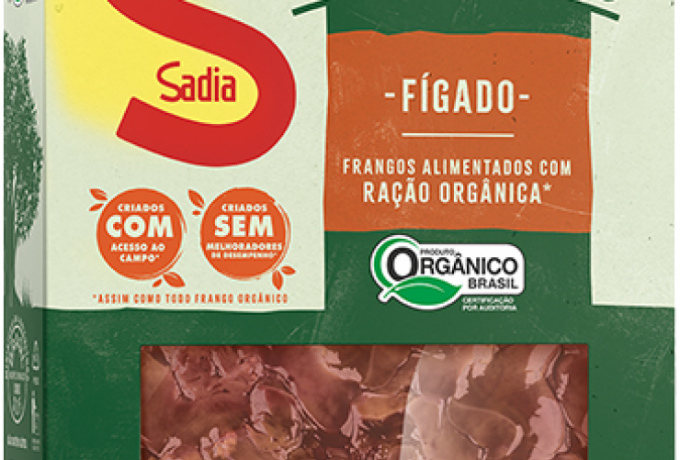 Sadia
-FÍGADO-
FRANGOS ALIMENTADOS COM
RAÇÃO ORGÂNICA*
CRIADOS
COM
ACESSO AO
CAMPO*
CRIADOS
SEM
MELHORADORES
DE DESEMPENHO*
*ASSIM COMO TODO FRANGO ORGÂNICO
PRODUTO
ORGÂNICO
BRASIL
CERTIFICAÇÃO
POR AUDITORIA